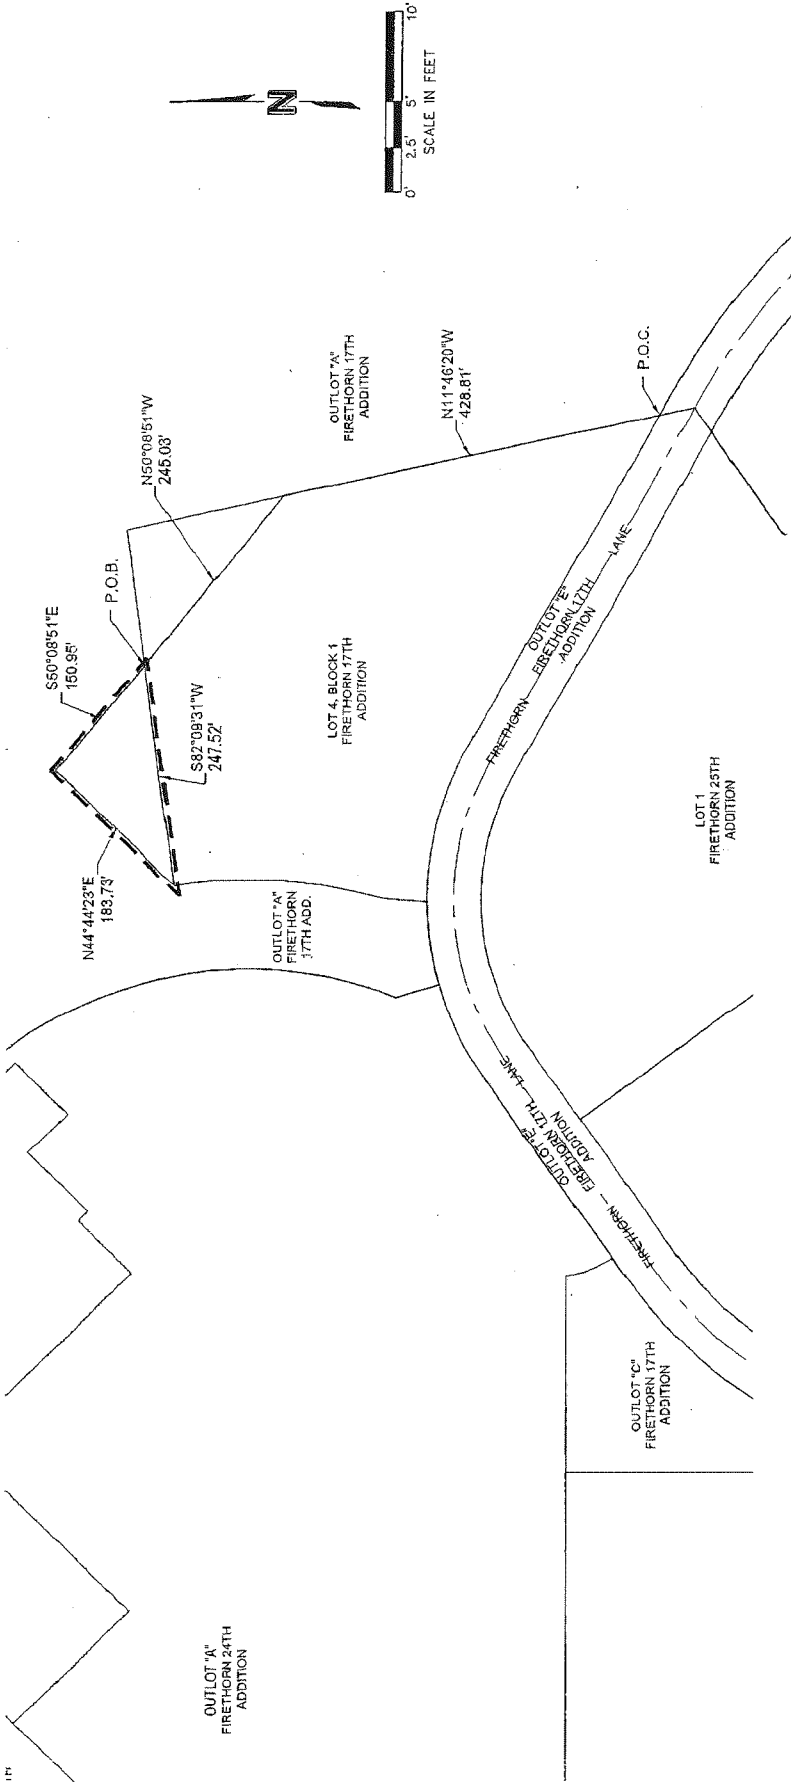 S50°08'51"E
150.95'
N44°44'23"E
183.73'
P.O.B.
N50°08'51"W
245.03'
S82°09'31"W
247.52'
N
0' 2.5' 5' 10'
SCALE IN FEET
OUTLOT "A"
FIRETHORN 24TH
ADDITION
OUTLOT "A"
FIRETHORN
17TH ADD.
LOT 4, BLOCK 1
FIRETHORN 17TH
ADDITION
OUTLOT "A"
FIRETHORN 17TH
ADDITION
N11°46'20"W
428.81'
P.O.C.
FIRETHORN LANE
OUTLOT "E"
FIRETHORN 17TH
ADDITION
FIRETHORN LANE
OUTLOT "E"
FIRETHORN 17TH
ADDITION
OUTLOT "C"
FIRETHORN 17TH
ADDITION
LOT 1
FIRETHORN 25TH
ADDITION